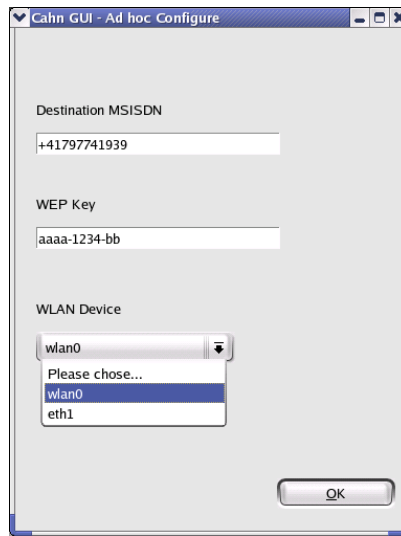 Cahn GUI - Ad hoc Configure
Destination MSISDN
+41797741939
WEP Key
aaaa-1234-bb
WLAN Device
wlan0
Please chose...
wlan0
eth1
OK